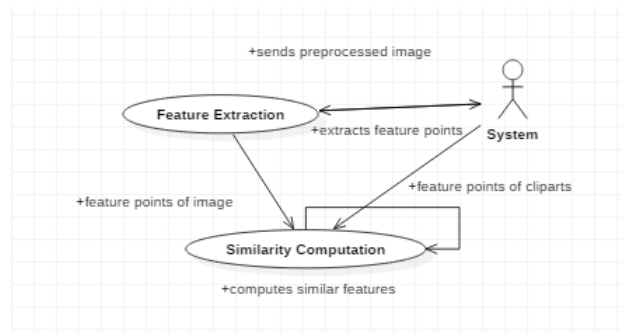 +sends preprocessed image
Feature Extraction
+extracts feature points
System
+feature points of cliparts
+feature points of image
Similarity Computation
+computes similar features